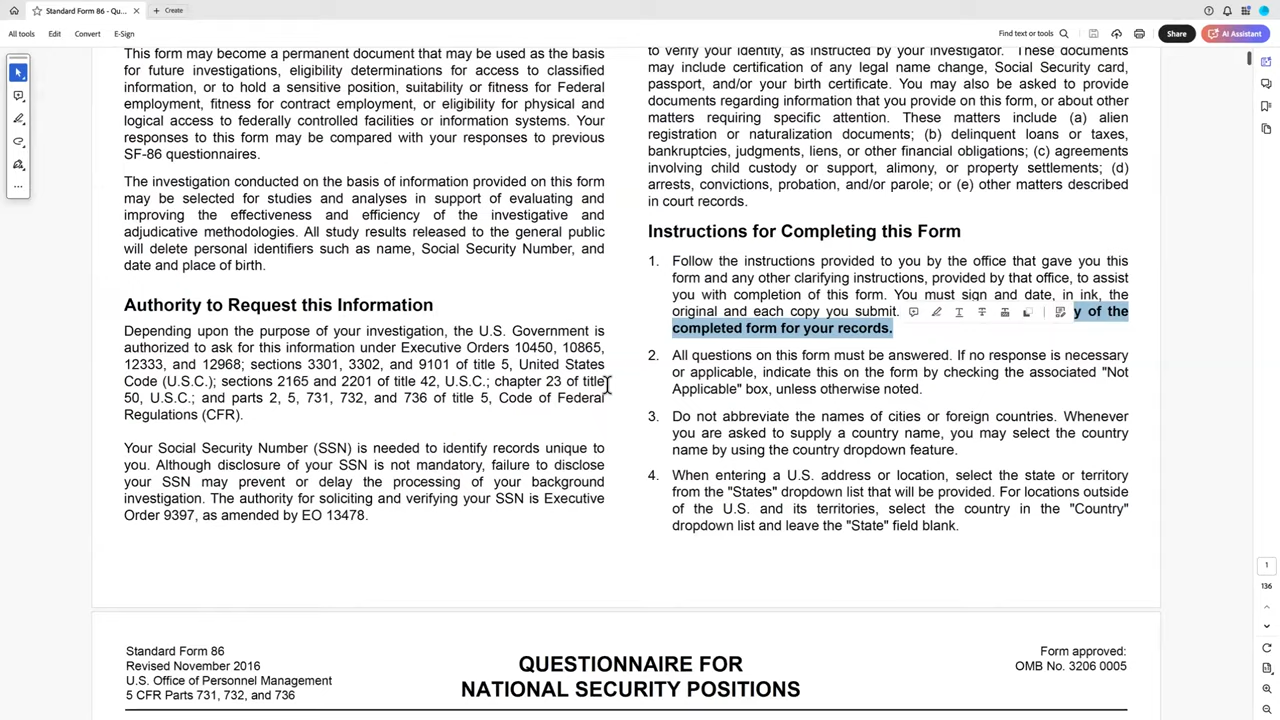 Standard Form 86 - Qu...
Create
All tools
Edit
Convert
E-Sign
Find text or tools
Share
AI Assistant
This form may become a permanent document that may be used as the basis
for future investigations, eligibility determinations for access to classified
information, or to hold a sensitive position, suitability or fitness for Federal
employment, fitness for contract employment, or eligibility for physical and
logical access to federally controlled facilities or information systems. Your
responses to this form may be compared with your responses to previous
SF-86 questionnaires.
The investigation conducted on the basis of information provided on this form
may be selected for studies and analyses in support of evaluating and
improving the effectiveness and efficiency of the investigative and
adjudicative methodologies. All study results released to the general public
will delete personal identifiers such as name, Social Security Number, and
date and place of birth.
Authority to Request this Information
Depending upon the purpose of your investigation, the U.S. Government is
authorized to ask for this information under Executive Orders 10450, 10865,
12333, and 12968; sections 3301, 3302, and 9101 of title 5, United States
Code (U.S.C.); sections 2165 and 2201 of title 42, U.S.C.; chapter 23 of title
50, U.S.C.; and parts 2, 5, 731, 732, and 736 of title 5, Code of Federal
Regulations (CFR).
Your Social Security Number (SSN) is needed to identify records unique to
you. Although disclosure of your SSN is not mandatory, failure to disclose
your SSN may prevent or delay the processing of your background
investigation. The authority for soliciting and verifying your SSN is Executive
Order 9397, as amended by EO 13478.
to verify your identity, as instructed by your investigator. These documents
may include certification of any legal name change, Social Security card,
passport, and/or your birth certificate. You may also be asked to provide
documents regarding information that you provide on this form, or about other
matters requiring specific attention. These matters include (a) alien
registration or naturalization documents; (b) delinquent loans or taxes,
bankruptcies, judgments, liens, or other financial obligations; (c) agreements
involving child custody or support, alimony, or property settlements; (d)
arrests, convictions, probation, and/or parole; or (e) other matters described
in court records.
Instructions for Completing this Form
1. Follow the instructions provided to you by the office that gave you this
form and any other clarifying instructions, provided by that office, to assist
you with completion of this form. You must sign and date, in ink, the
original and each copy you submit. y of the
completed form for your records.
2. All questions on this form must be answered. If no response is necessary
or applicable, indicate this on the form by checking the associated "Not
Applicable" box, unless otherwise noted.
3. Do not abbreviate the names of cities or foreign countries. Whenever
you are asked to supply a country name, you may select the country
name by using the country dropdown feature.
4. When entering a U.S. address or location, select the state or territory
from the "States" dropdown list that will be provided. For locations outside
of the U.S. and its territories, select the country in the "Country"
dropdown list and leave the "State" field blank.
1
136
Standard Form 86
Revised November 2016
U.S. Office of Personnel Management
5 CFR Parts 731, 732, and 736
QUESTIONNAIRE FOR
NATIONAL SECURITY POSITIONS
Form approved:
OMB No. 3206 0005